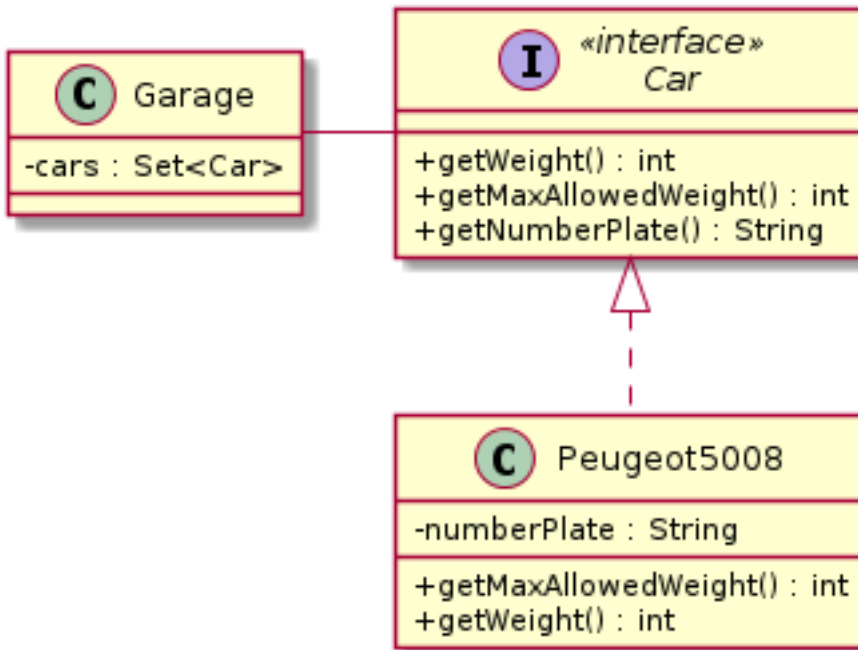 C Garage
-cars : Set<Car>
I «interface»
Car
+getWeight() : int
+getMaxAllowedWeight() : int
+getNumberPlate() : String
C Peugeot5008
-numberPlate : String
+getMaxAllowedWeight() : int
+getWeight() : int